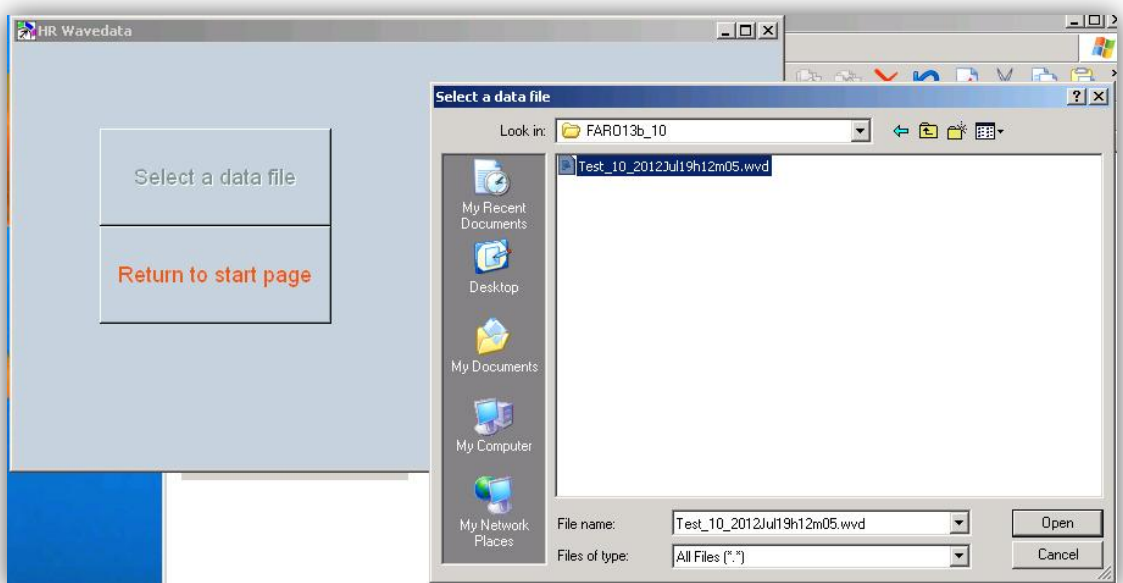 HR Wavedata
Select a data file
Return to start page
Select a data file
Look in:
FARO13b_10
Test_10_2012Jul19h12m05.wvd
My Recent
Documents
Desktop
My Documents
My Computer
My Network
Places
File name:
Test_10_2012Jul19h12m05.wvd
Open
Files of type:
All Files (*.*)
Cancel